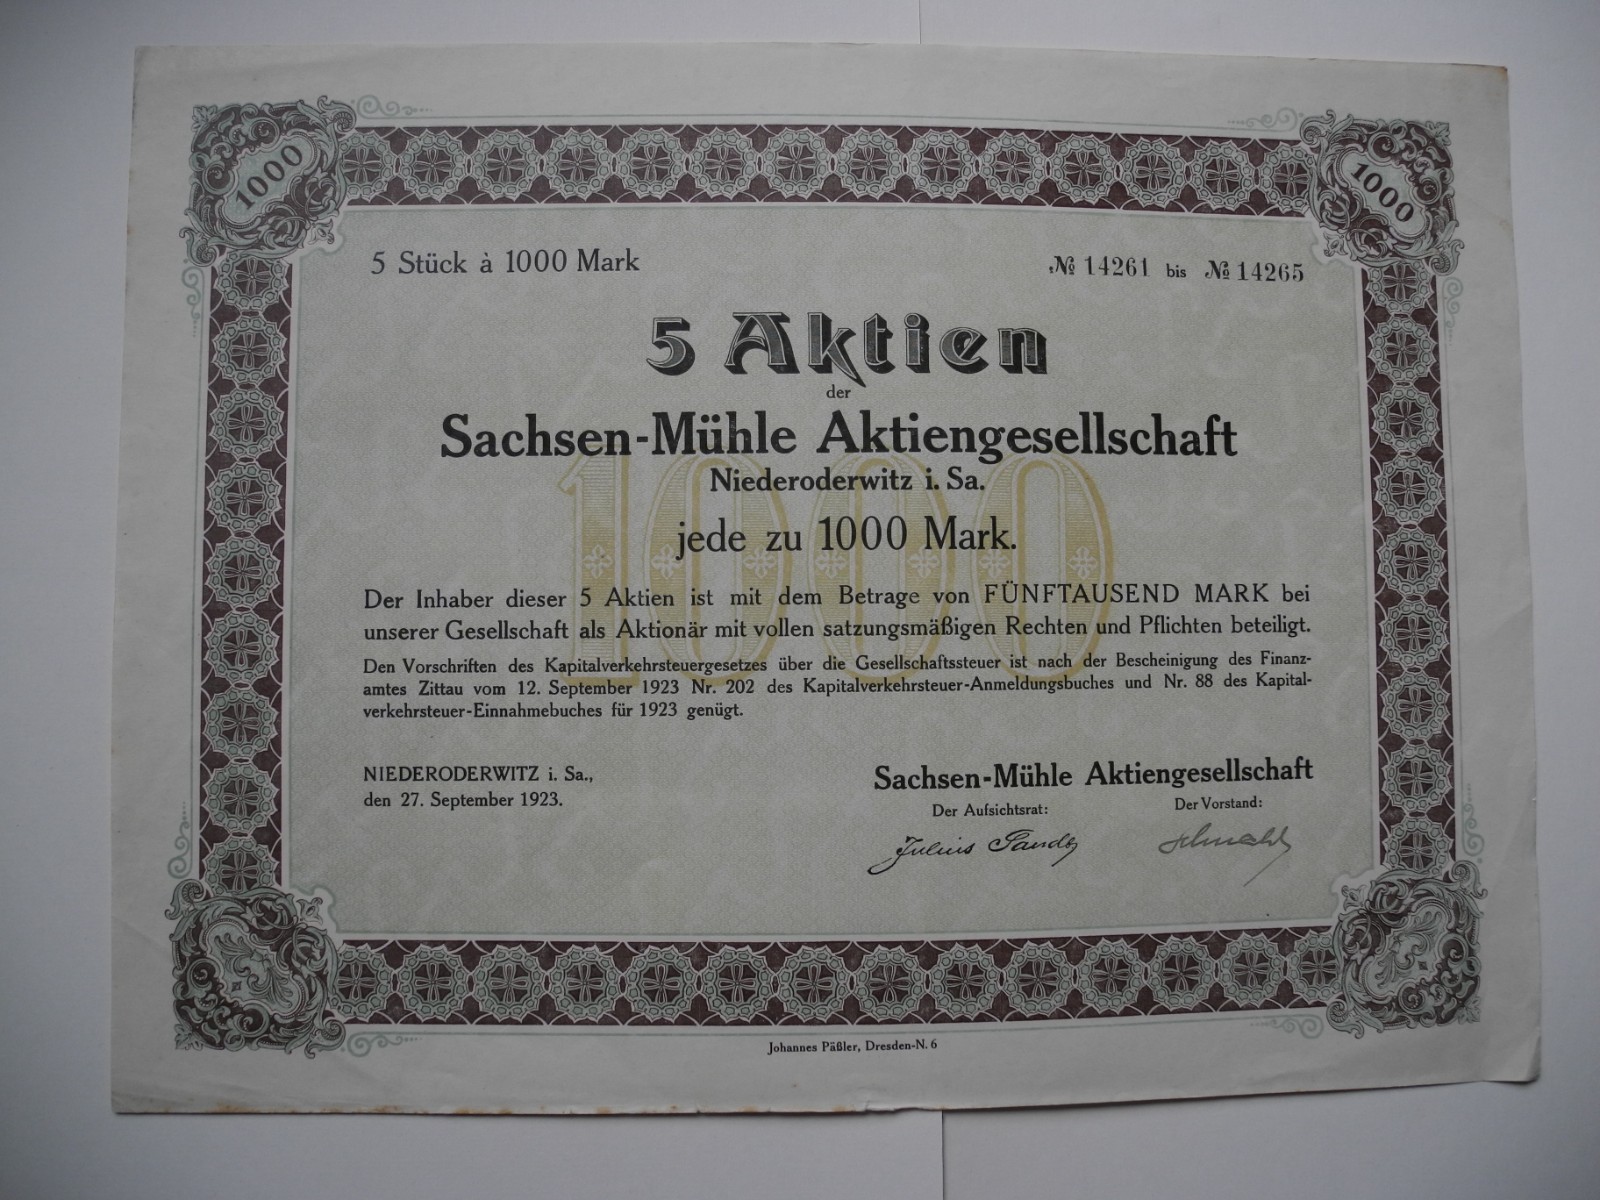 1000
1000
5 Stück à 1000 Mark
№ 14261 bis № 14265
5 Aktien
der
Sachsen-Mühle Aktiengesellschaft
Niederoderwitz i. Sa.
1000
jede zu 1000 Mark.
Der Inhaber dieser 5 Aktien ist mit dem Betrage von FÜNFTAUSEND MARK bei
unserer Gesellschaft als Aktionär mit vollen satzungsmäßigen Rechten und Pflichten beteiligt.
Den Vorschriften des Kapitalverkehrsteuergesetzes über die Gesellschaftssteuer ist nach der Bescheinigung des Finanz-
amtes Zittau vom 12. September 1923 Nr. 202 des Kapitalverkehrsteuer-Anmeldungsbuches und Nr. 88 des Kapital-
verkehrsteuer-Einnahmebuches für 1923 genügt.
NIEDERODERWITZ i. Sa.,
den 27. September 1923.
Sachsen-Mühle Aktiengesellschaft
Der Aufsichtsrat:
Der Vorstand:
Julius
Johannes Päßler, Dresden-N. 6